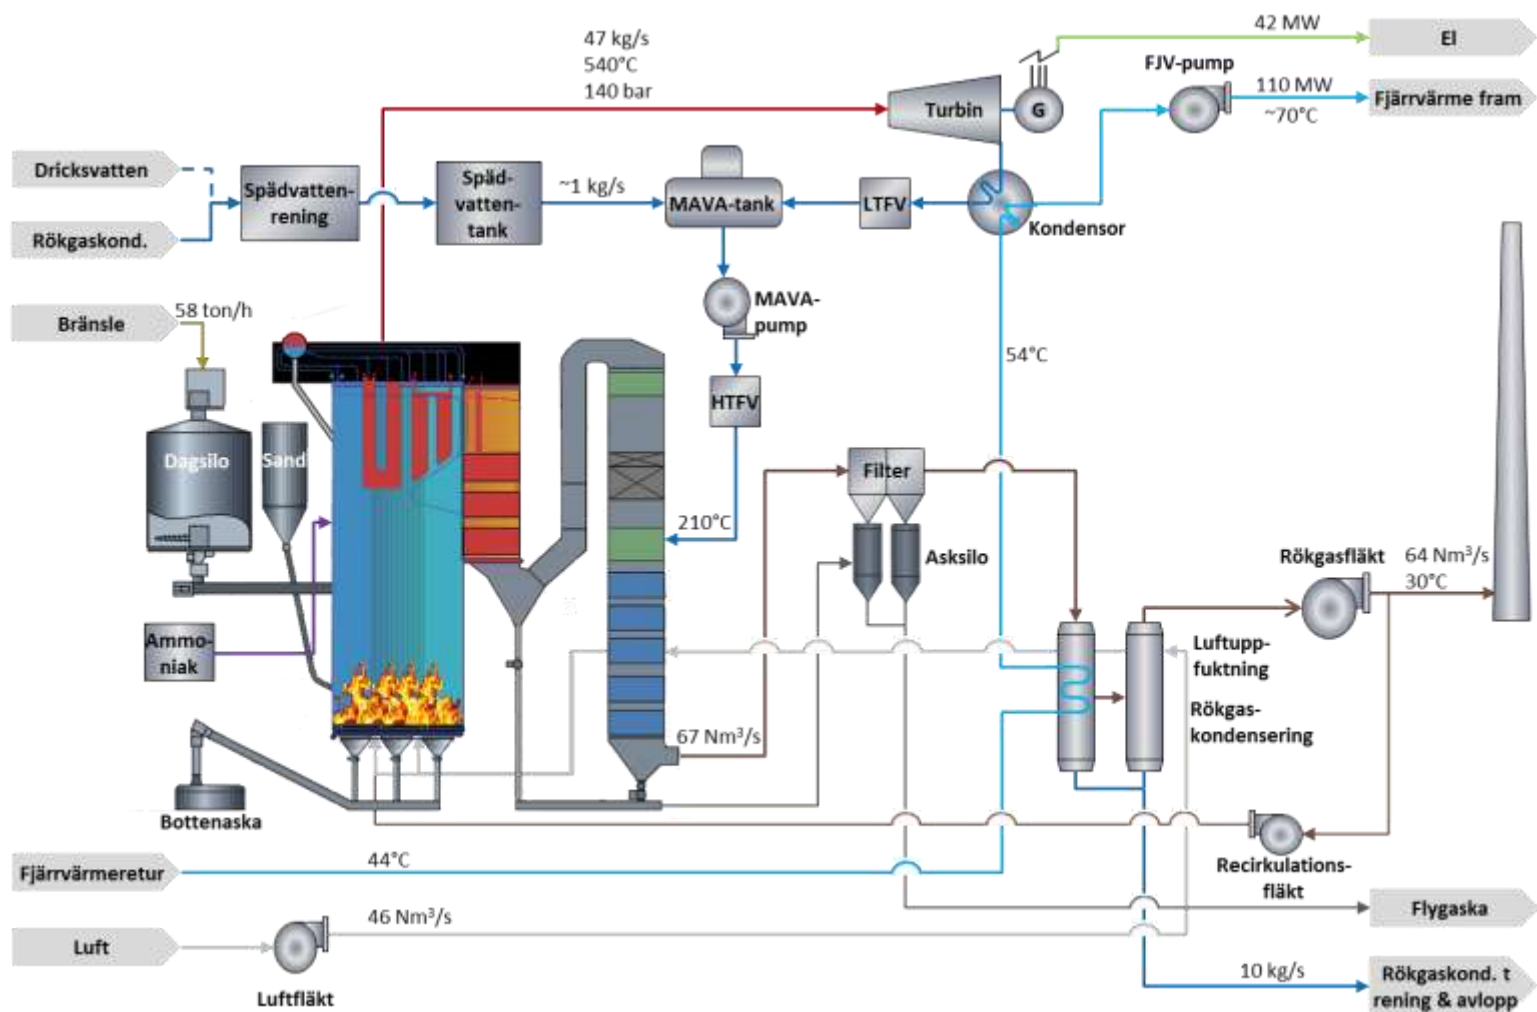 47 kg/s
540°C
140 bar
42 MW
El
FJV-pump
110 MW
~70°C
Fjärrvärme fram
Turbin
G
Dricksvatten
Spädvatten-
rening
Späd-
vatten-
tank
~1 kg/s
MAVA-tank
LTFV
Kondensor
Rökgaskond.
Bränsle
58 ton/h
MAVA-
pump
54°C
HTFV
Dagsilo
Sand
Filter
210°C
Asksilo
Rökgasfläkt
64 Nm³/s
30°C
Ammo-
niak
Luftupp-
fuktning
Rökgas-
kondensering
67 Nm³/s
Bottenaska
Fjärrvärmeretur
44°C
Recirkulations-
fläkt
Flygaska
Luft
46 Nm³/s
Luftfläkt
10 kg/s
Rökgaskond. t
rening & avlopp